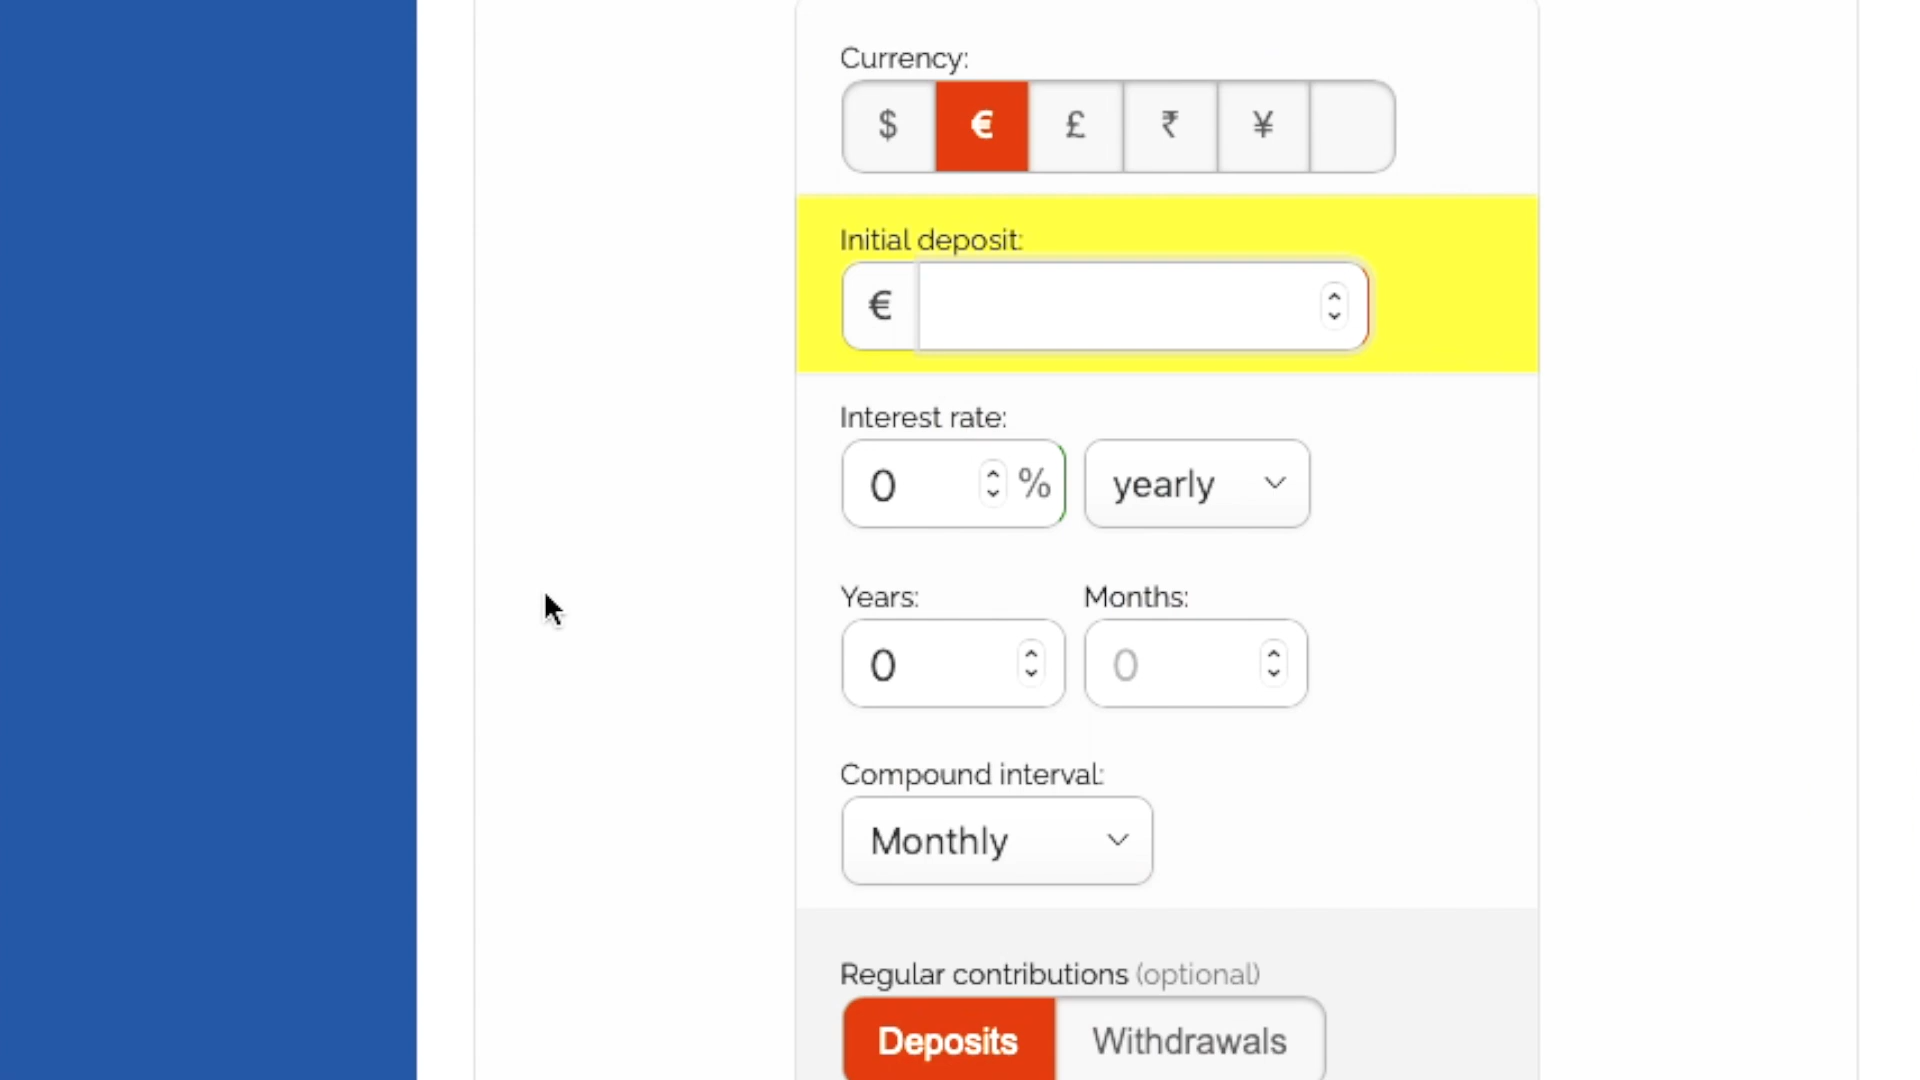 Currency:
$ € £ ₹ ¥
Initial deposit:
€
Interest rate:
0 % yearly
Years: Months:
0 0
Compound interval:
Monthly
Regular contributions (optional)
Deposits Withdrawals